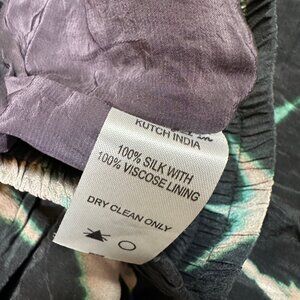 KUTCH INDIA
100% SILK WITH
100% VISCOSE LINING
DRY CLEAN ONLY